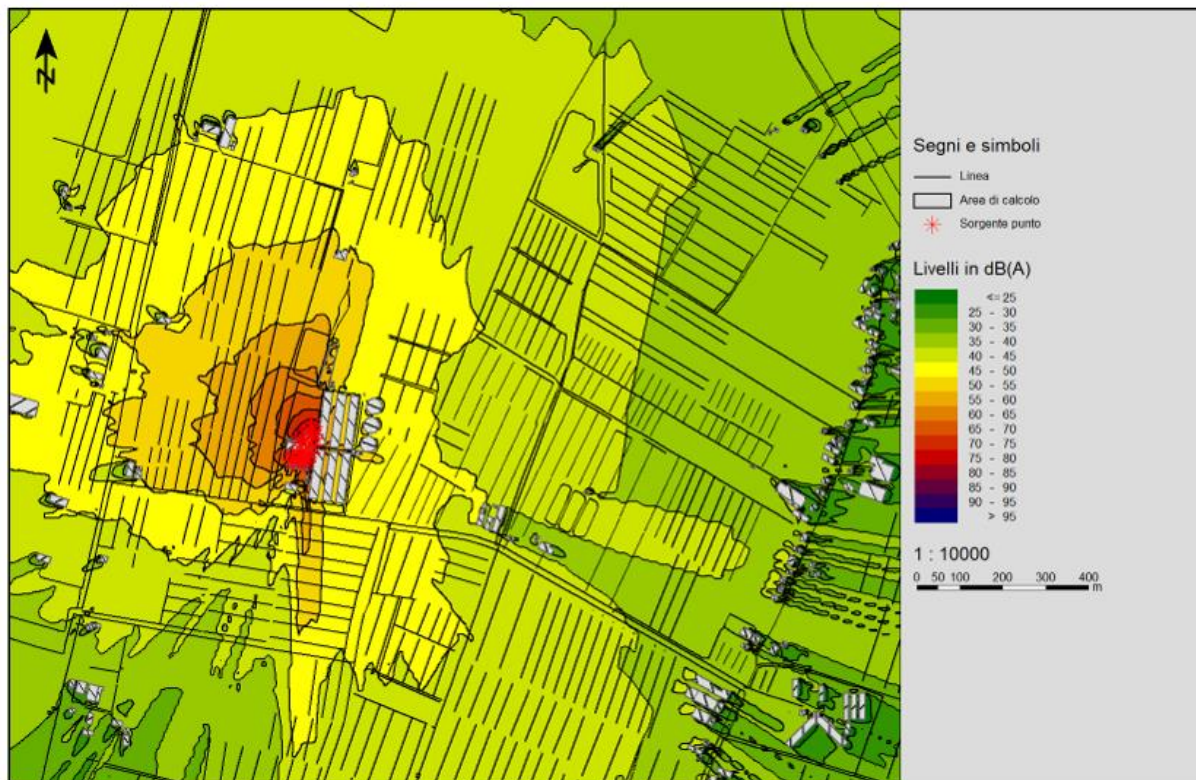 N
Segni e simboli
Linea
Area di calcolo
Sorgente punto
Livelli in dB(A)
<= 25
25 - 30
30 - 35
35 - 40
40 - 45
45 - 50
50 - 55
55 - 60
60 - 65
65 - 70
70 - 75
75 - 80
80 - 85
85 - 90
90 - 95
> 95
1 : 10000
0 50 100 200 300 400
m